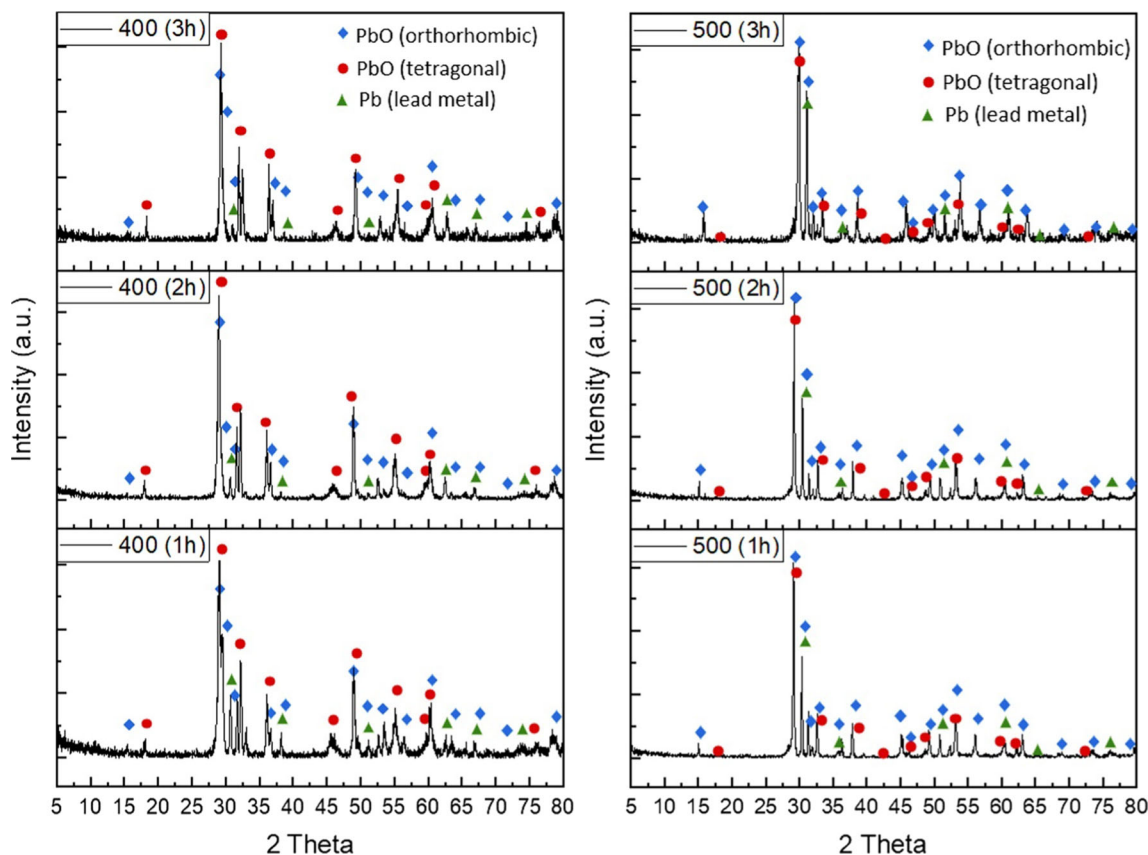 400 (3h)
PbO (orthorhombic)
PbO (tetragonal)
Pb (lead metal)
400 (2h)
400 (1h)
Intensity (a.u.)
5 10 15 20 25 30 35 40 45 50 55 60 65 70 75 80
2 Theta
500 (3h)
PbO (orthorhombic)
PbO (tetragonal)
Pb (lead metal)
500 (2h)
500 (1h)
Intensity (a.u.)
5 10 15 20 25 30 35 40 45 50 55 60 65 70 75 80
2 Theta